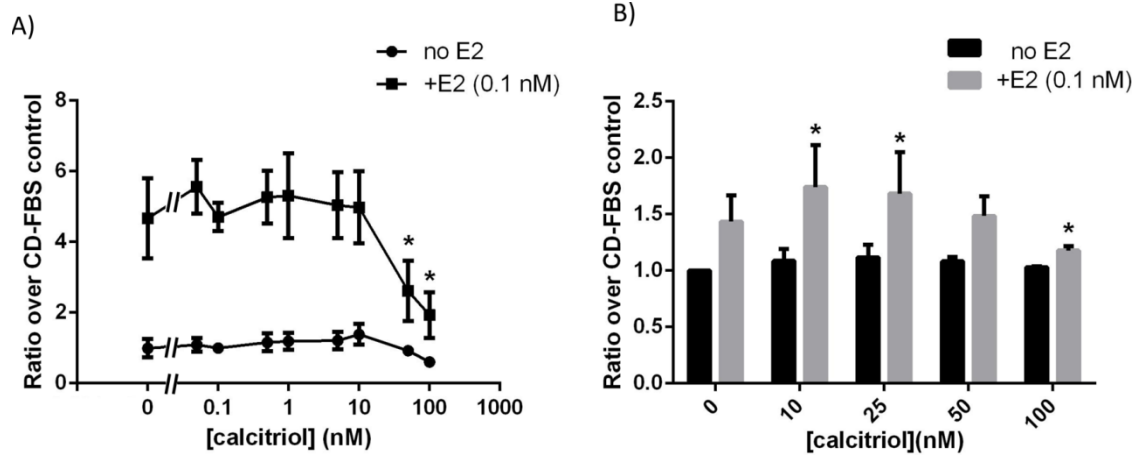 A)
no E2
+E2 (0.1 nM)
Ratio over CD-FBS control
8
6
4
2
0
*
*
0
0.1
1
10
100
1000
[calcitriol] (nM)
B)
no E2
+E2 (0.1 nM)
Ratio over CD-FBS control
2.5
2.0
1.5
1.0
0.5
0.0
*
*
*
0
10
25
50
100
[calcitriol](nM)